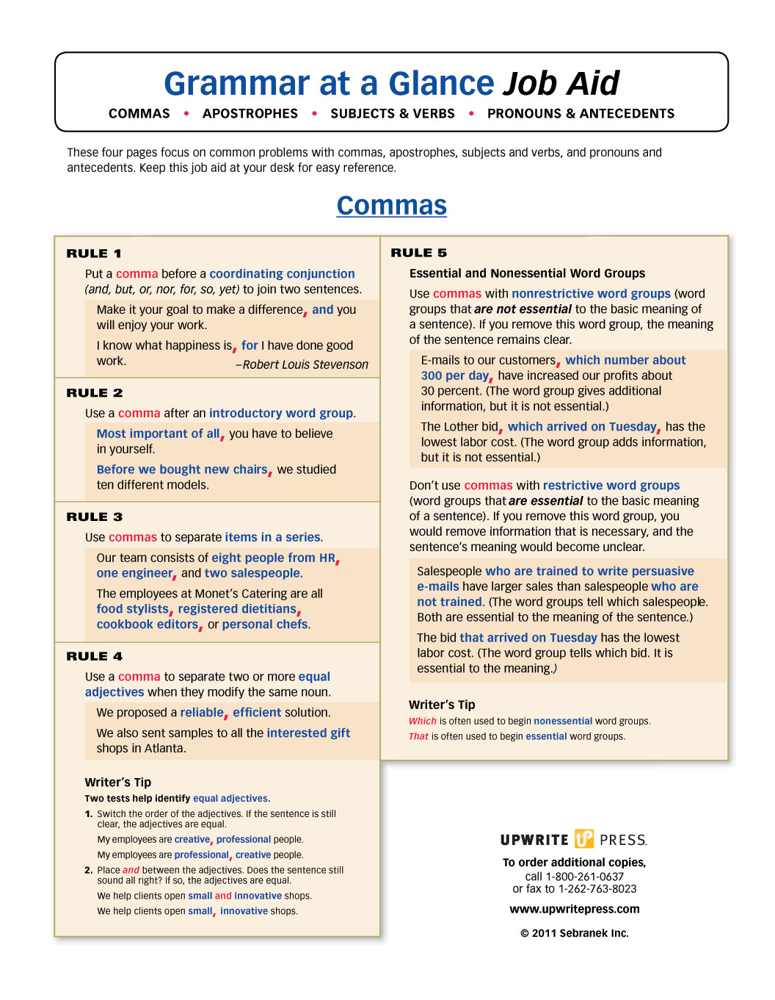 Grammar at a Glance Job Aid
COMMAS • APOSTROPHES • SUBJECTS & VERBS • PRONOUNS & ANTECEDENTS
These four pages focus on common problems with commas, apostrophes, subjects and verbs, and pronouns and
antecedents. Keep this job aid at your desk for easy reference.
Commas
RULE 1
Put a comma before a coordinating conjunction
(and, but, or, nor, for, so, yet) to join two sentences.
Make it your goal to make a difference, and you
will enjoy your work.
I know what happiness is, for I have done good
work.
–Robert Louis Stevenson
RULE 2
Use a comma after an introductory word group.
Most important of all, you have to believe
in yourself.
Before we bought new chairs, we studied
ten different models.
RULE 3
Use commas to separate items in a series.
Our team consists of eight people from HR,
one engineer, and two salespeople.
The employees at Monet's Catering are all
food stylists, registered dietitians,
cookbook editors, or personal chefs.
RULE 4
Use a comma to separate two or more equal
adjectives when they modify the same noun.
We proposed a reliable, efficient solution.
We also sent samples to all the interested gift
shops in Atlanta.
Writer's Tip
Two tests help identify equal adjectives.
1. Switch the order of the adjectives. If the sentence is still
clear, the adjectives are equal.
My employees are creative, professional people.
My employees are professional, creative people.
2. Place and between the adjectives. Does the sentence still
sound all right? If so, the adjectives are equal.
We help clients open small and innovative shops.
We help clients open small, innovative shops.
RULE 5
Essential and Nonessential Word Groups
Use commas with nonrestrictive word groups (word
groups that are not essential to the basic meaning of
a sentence). If you remove this word group, the meaning
of the sentence remains clear.
E-mails to our customers, which number about
300 per day, have increased our profits about
30 percent. (The word group gives additional
information, but it is not essential.)
The Lother bid, which arrived on Tuesday, has the
lowest labor cost. (The word group adds information,
but it is not essential.)
Don't use commas with restrictive word groups
(word groups that are essential to the basic meaning
of a sentence). If you remove this word group, you
would remove information that is necessary, and the
sentence's meaning would become unclear.
Salespeople who are trained to write persuasive
e-mails have larger sales than salespeople who are
not trained. (The word groups tell which salespeople.
Both are essential to the meaning of the sentence.)
The bid that arrived on Tuesday has the lowest
labor cost. (The word group tells which bid. It is
essential to the meaning.)
Writer's Tip
Which is often used to begin nonessential word groups.
That is often used to begin essential word groups.
UPWRITE UP PRESS.
To order additional copies,
call 1-800-261-0637
or fax to 1-262-763-8023
www.upwritepress.com
© 2011 Sebranek Inc.